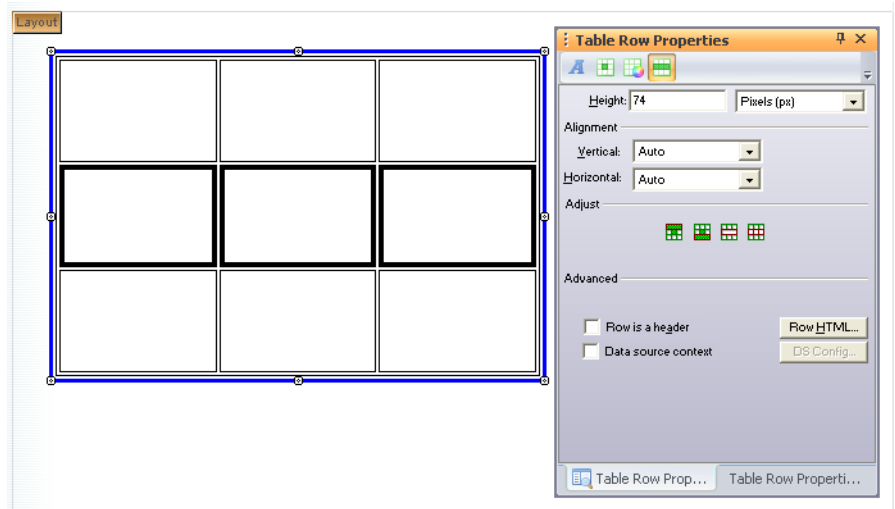 Layout
Table Row Properties
A
Height: 74 Pixels (px)
Alignment
Vertical: Auto
Horizontal: Auto
Adjust
Advanced
Row is a header Row HTML...
Data source context DS Config...
Table Row Prop... Table Row Properti...